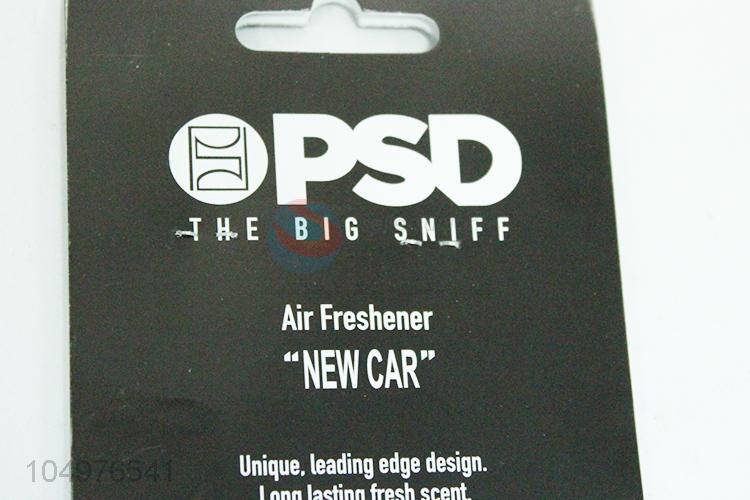 PSD
THE BIG SNIFF
Air Freshener
“NEW CAR”
Unique, leading edge design.
Long lasting fresh scent.
104976541